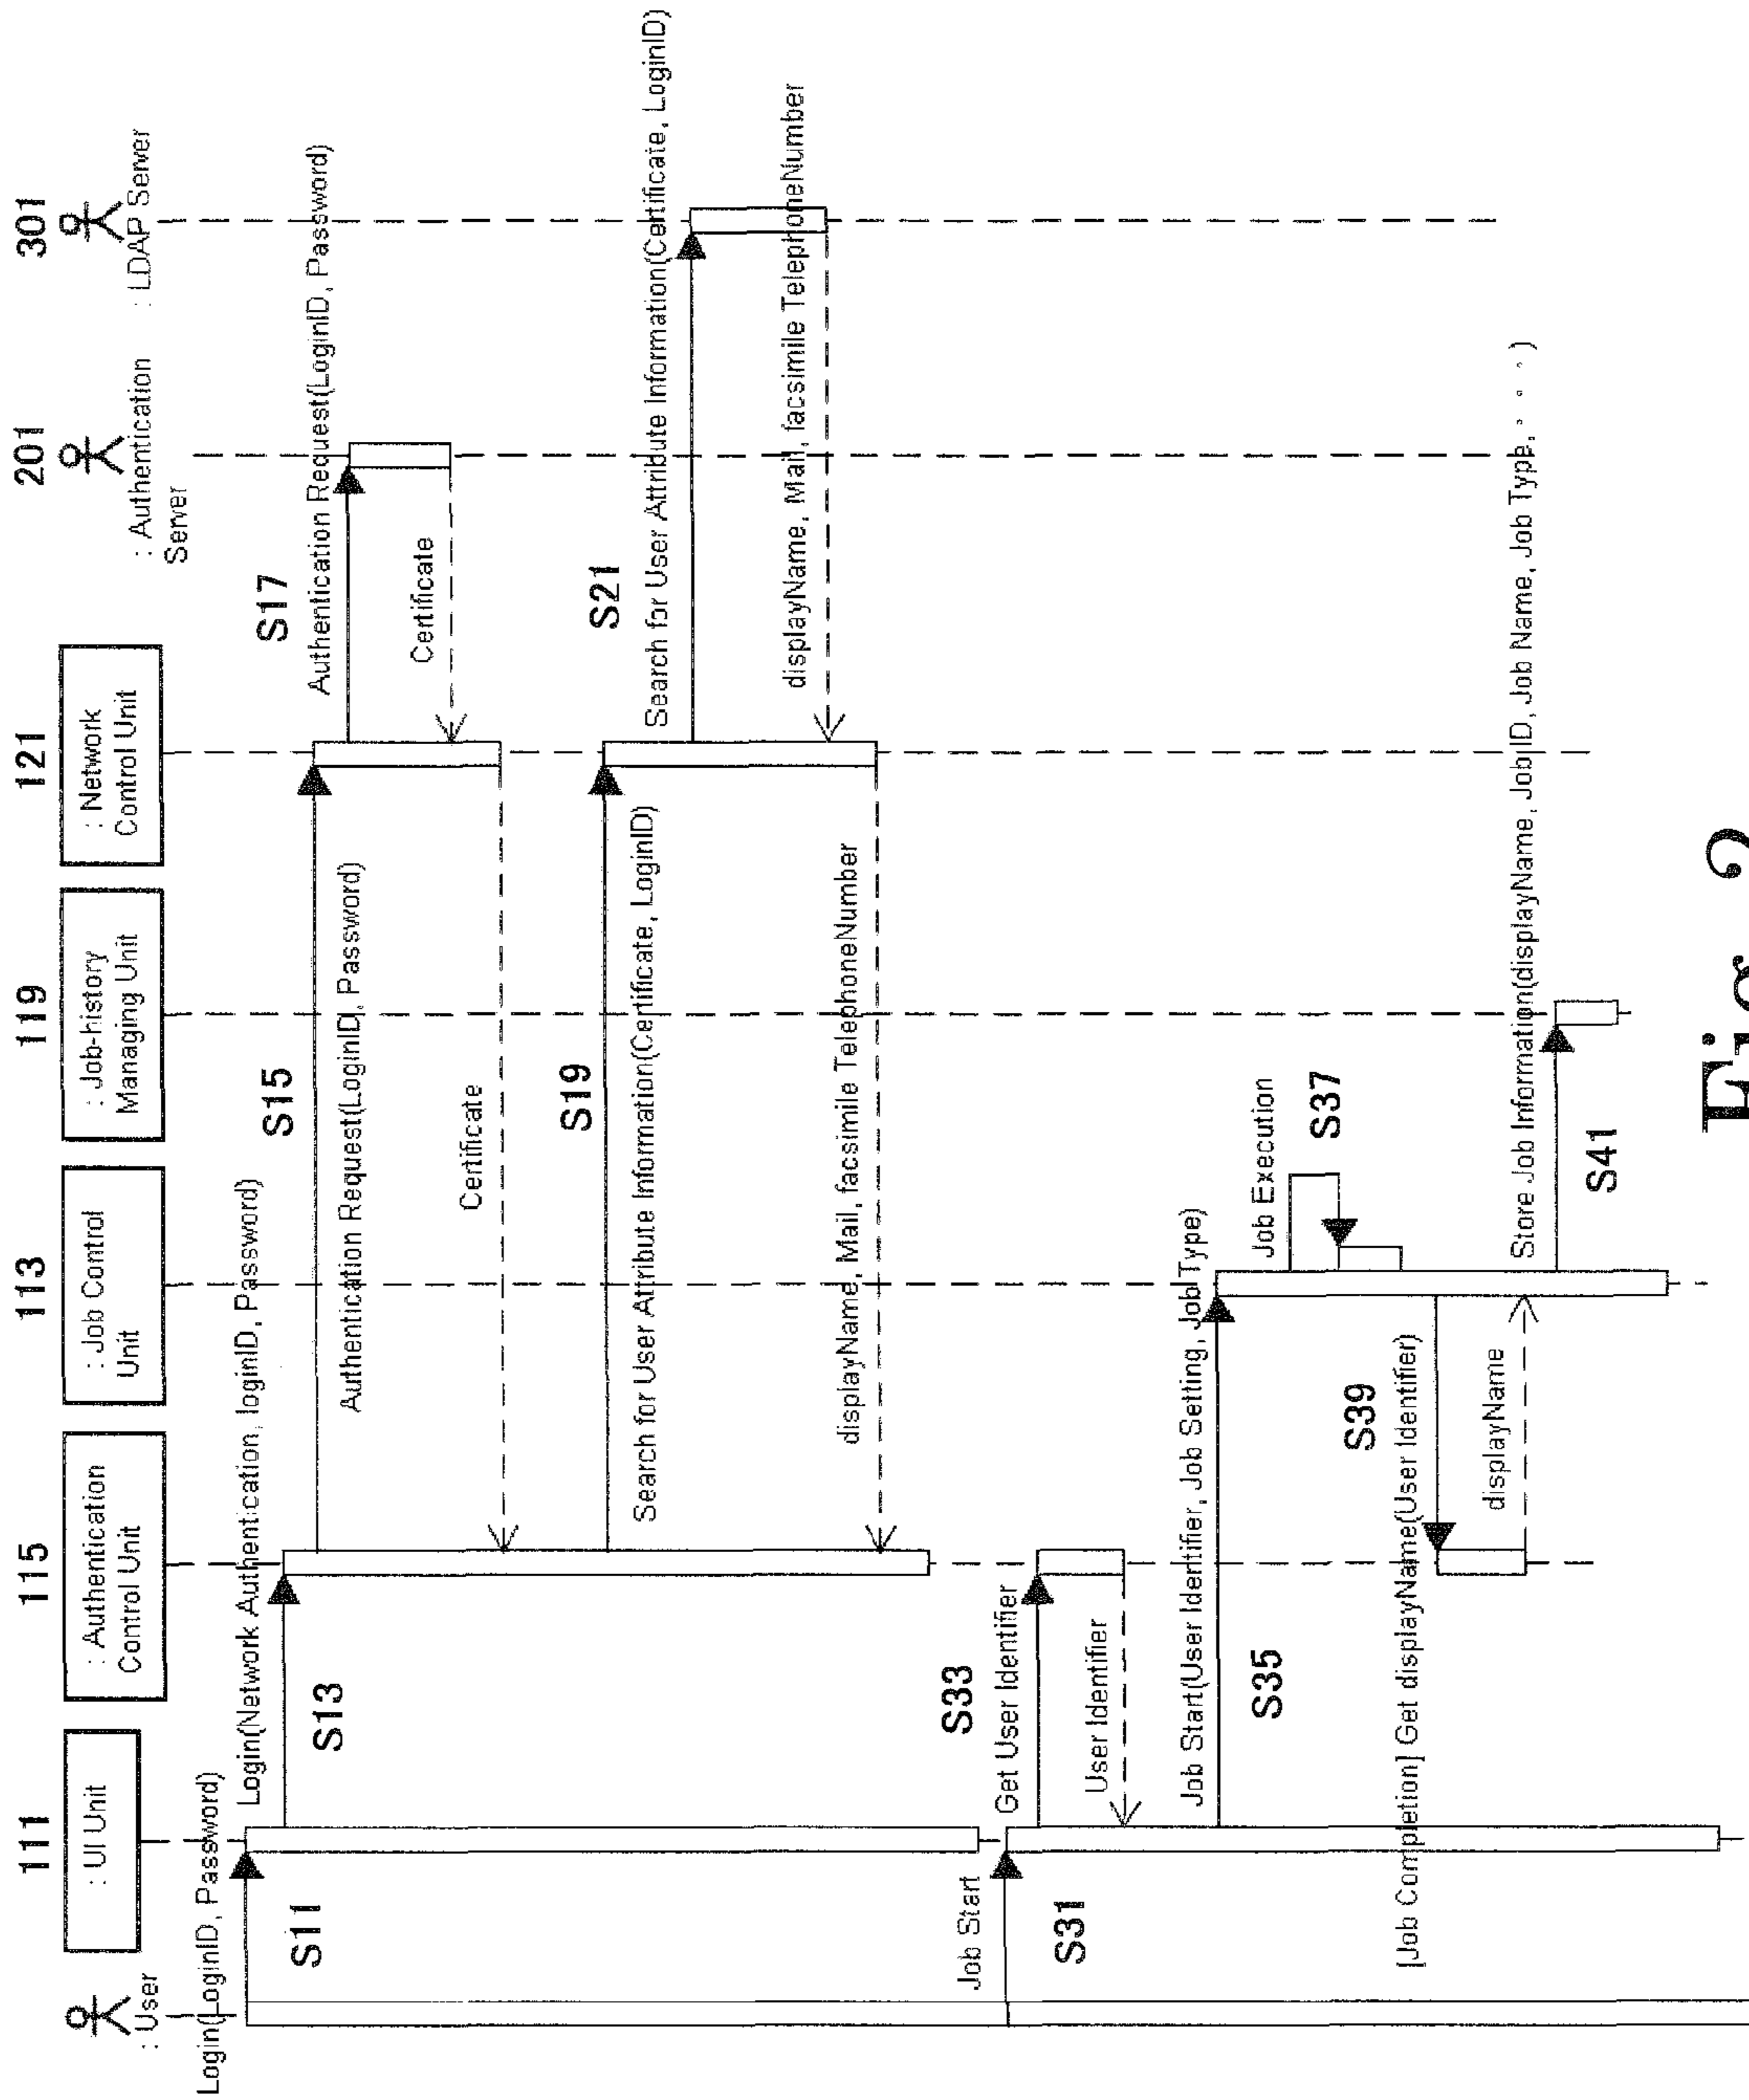 111
115
113
119
121
201
301
: User
: UI Unit
: Authentication
Control Unit
: Job Control
Unit
: Job-history
Managing Unit
: Network
Control Unit
: Authentication
Server
: LDAP Server
Login(LoginID, Password)
S11
Login(Network Authentication, loginID, Password)
S13
S15
Authentication Request(LoginID, Password)
S17
Authentication Request(LoginID, Password)
Certificate
Certificate
S19
Search for User Attribute Information(Certificate, LoginID)
S21
Search for User Attribute Information(Certificate, LoginID)
displayName, Mail, facsimile TelephoneNumber
displayName, Mail, facsimile TelephoneNumber
Job Start
S31
Get User Identifier
S33
User Identifier
Job Start(User Identifier, Job Setting, Job Type)
S35
Job Execution
S37
[Job Completion] Get displayName(User Identifier)
S39
displayName
Store Job Information(displayName, JobID, Job Name, Job Type, . . . )
S41
Fig. 2